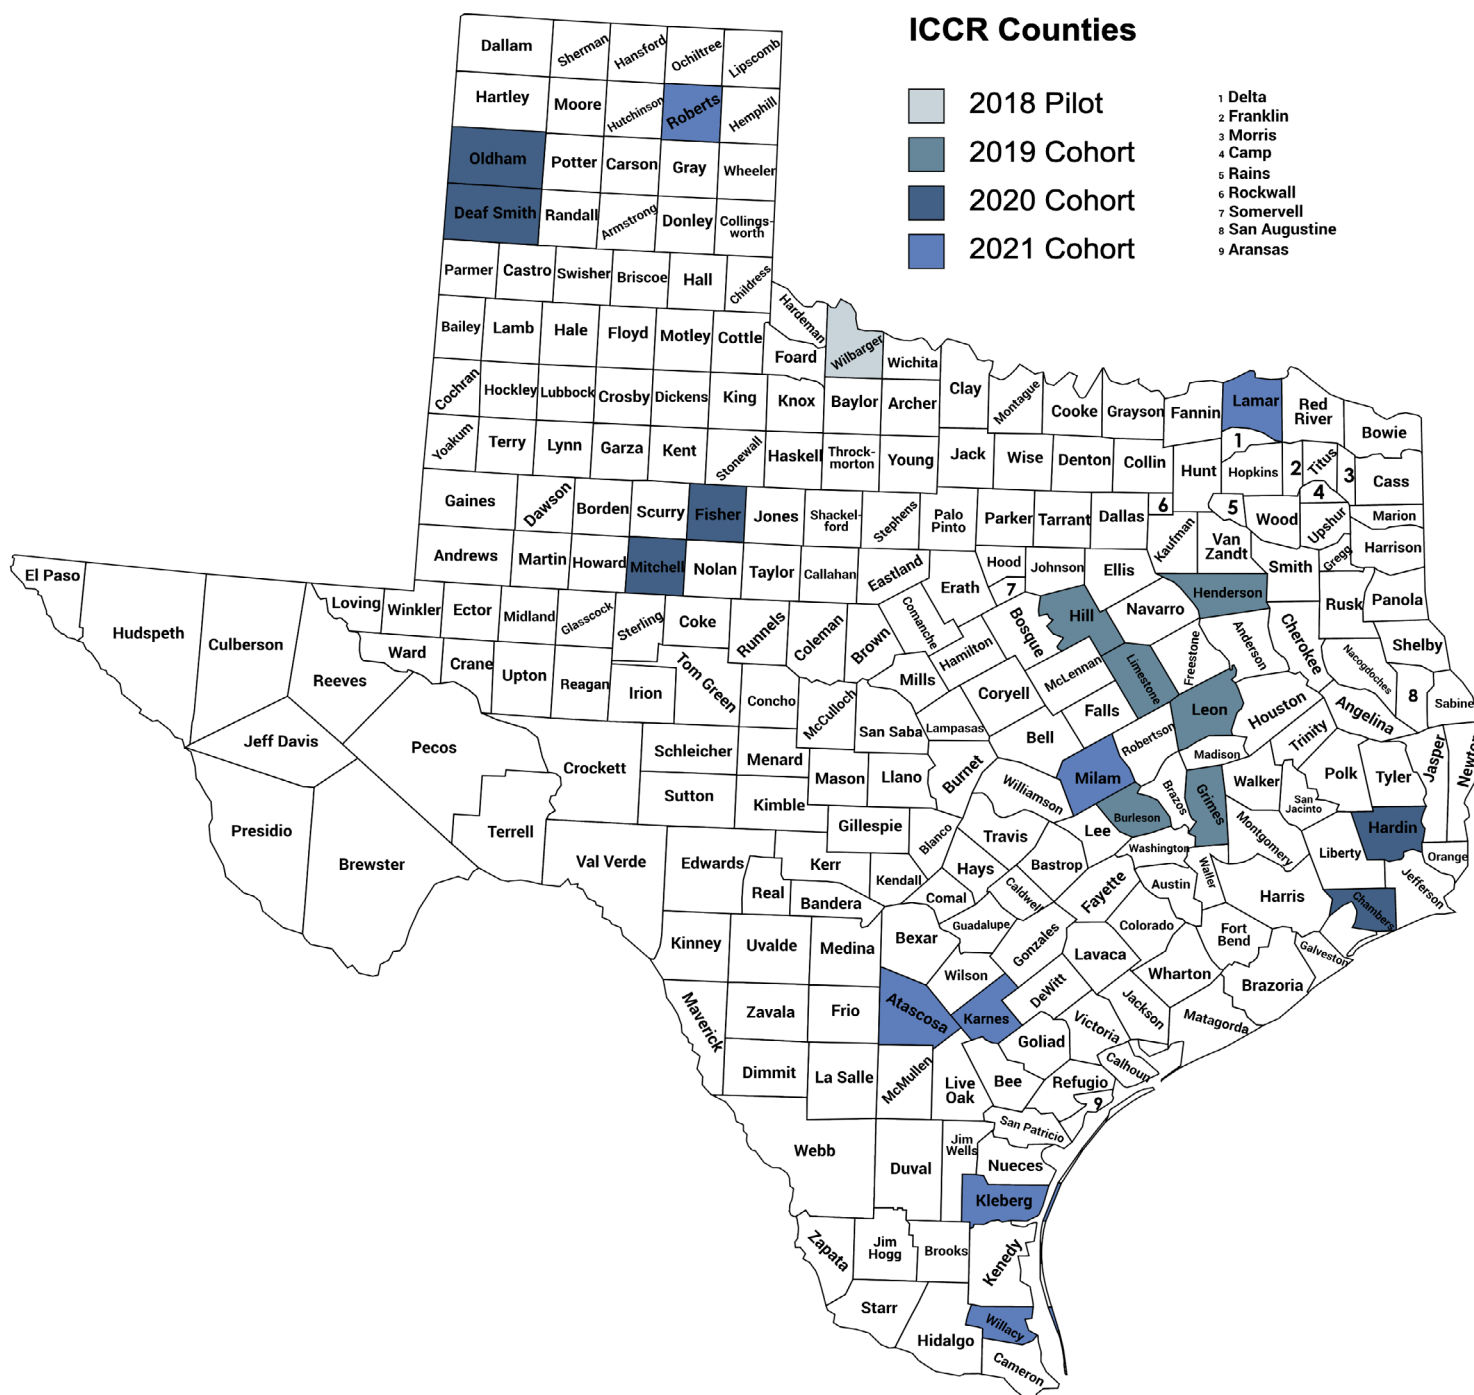 ICCR Counties
2018 Pilot
2019 Cohort
2020 Cohort
2021 Cohort
1 Delta
2 Franklin
3 Morris
4 Camp
5 Rains
6 Rockwall
7 Somervell
8 San Augustine
9 Aransas
Dallam
Sherman
Hansford
Ochiltree
Lipscomb
Hartley
Moore
Hutchinson
Roberts
Hemphill
Oldham
Potter
Carson
Gray
Wheeler
Deaf Smith
Randall
Armstrong
Donley
Collings-
worth
Parmer
Castro
Swisher
Briscoe
Hall
Childress
Bailey
Lamb
Hale
Floyd
Motley
Cottle
Hardeman
Foard
Wilbarger
Wichita
Cochran
Hockley
Lubbock
Crosby
Dickens
King
Knox
Baylor
Archer
Clay
Montague
Cooke
Grayson
Fannin
Lamar
Red
River
Bowie
Yoakum
Terry
Lynn
Garza
Kent
Stonewall
Haskell
Throck-
morton
Young
Jack
Wise
Denton
Collin
Hunt
1
Hopkins
2
Titus
3
Cass
Gaines
Dawson
Borden
Scurry
Fisher
Jones
Shackel-
ford
Stephens
Palo
Pinto
Parker
Tarrant
Dallas
6
Kaufman
5
Wood
4
Upshur
Marion
Andrews
Martin
Howard
Mitchell
Nolan
Taylor
Callahan
Eastland
Erath
Hood
7
Johnson
Ellis
Van
Zandt
Smith
Gregg
Harrison
El Paso
Hudspeth
Culberson
Loving
Winkler
Ector
Midland
Glasscock
Sterling
Coke
Runnels
Coleman
Brown
Comanche
Hamilton
Bosque
Hill
Navarro
Henderson
Anderson
Cherokee
Rusk
Panola
Reeves
Ward
Crane
Upton
Reagan
Irion
Tom Green
Concho
McCulloch
Mills
San Saba
Lampasas
Coryell
McLennan
Limestone
Freestone
Leon
Houston
Nacogdoches
Shelby
Angelina
8
Sabine
Jeff Davis
Pecos
Crockett
Schleicher
Menard
Mason
Llano
Burnet
Bell
Falls
Robertson
Madison
Trinity
Walker
Polk
Tyler
Jasper
Newton
Presidio
Brewster
Terrell
Sutton
Kimble
Gillespie
Blanco
Williamson
Milam
Burleson
Brazos
Grimes
San
Jacinto
Montgomery
Liberty
Hardin
Orange
Val Verde
Edwards
Real
Kerr
Bandera
Kendall
Comal
Hays
Travis
Bastrop
Lee
Washington
Waller
Austin
Fayette
Caldwell
Harris
Chambers
Jefferson
Kinney
Uvalde
Medina
Bexar
Guadalupe
Gonzales
Lavaca
Colorado
Fort
Bend
Galveston
Wilson
DeWitt
Wharton
Brazoria
Maverick
Zavala
Frio
Atascosa
Karnes
Goliad
Victoria
Jackson
Matagorda
Dimmit
La Salle
McMullen
Live
Oak
Bee
Refugio
Calhoun
9
San Patricio
Webb
Duval
Jim
Wells
Nueces
Kleberg
Zapata
Jim
Hogg
Brooks
Kenedy
Starr
Hidalgo
Willacy
Cameron